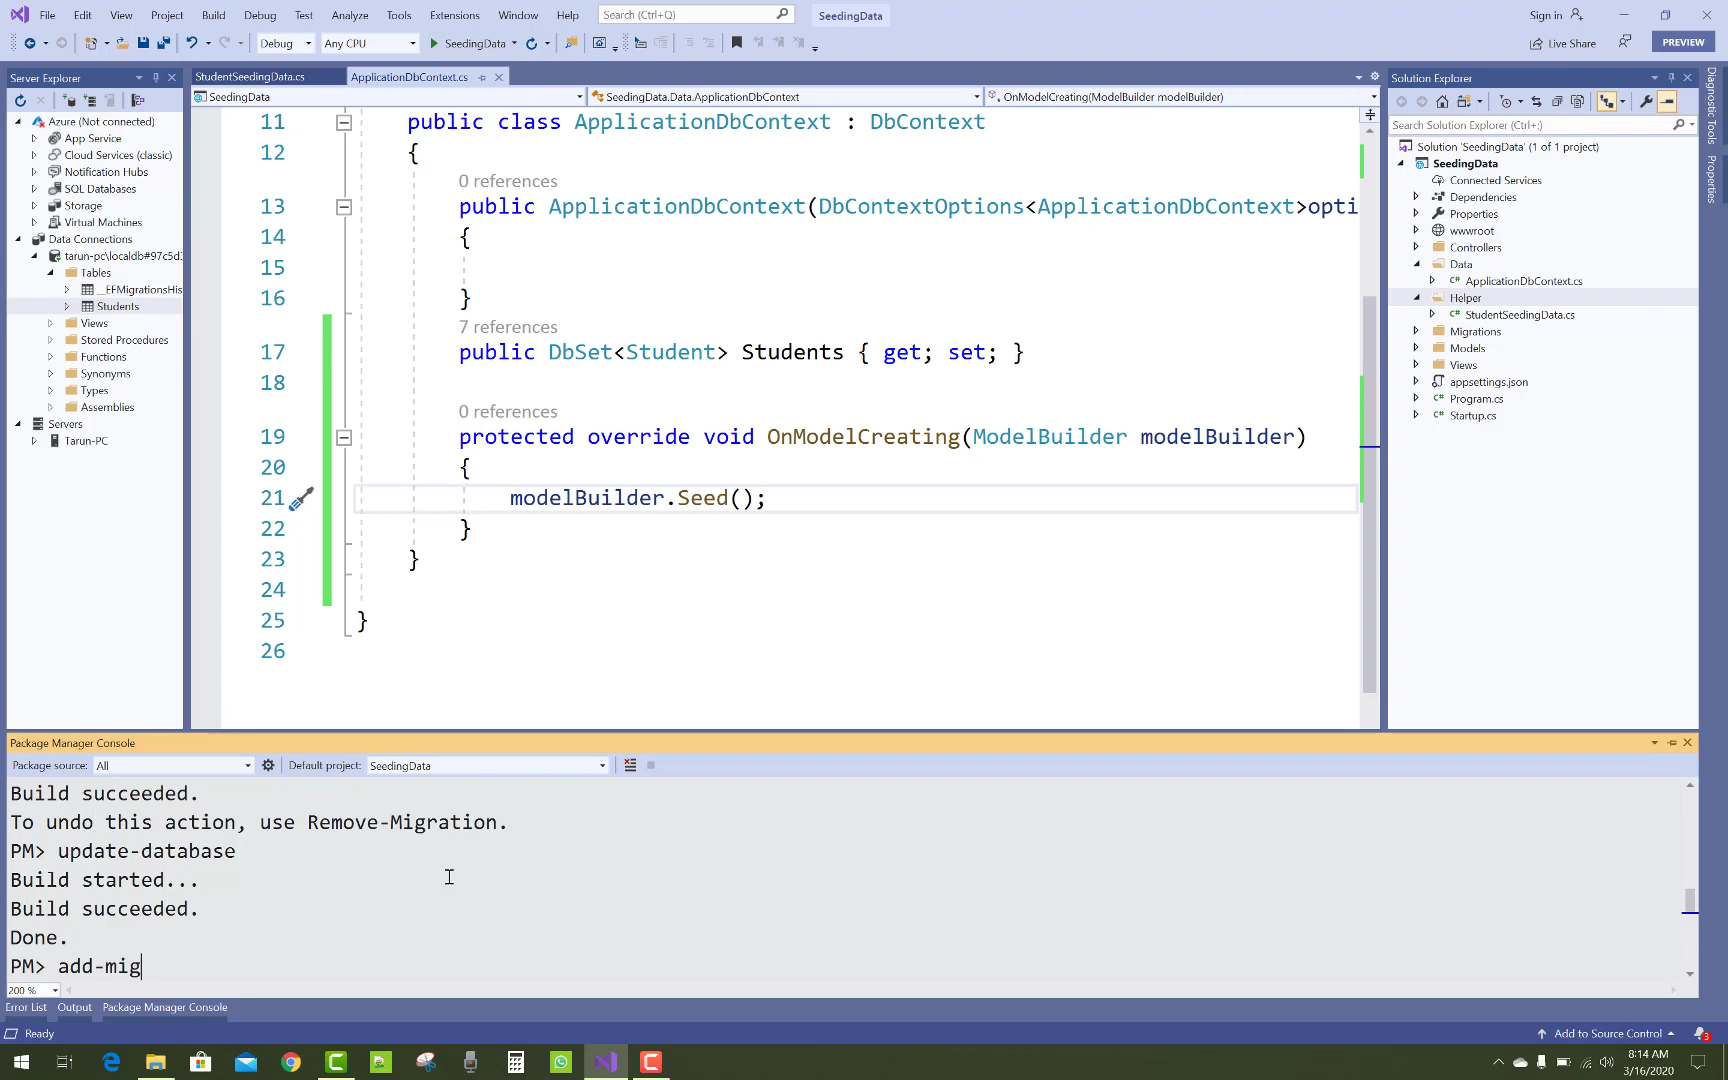 File Edit View Project Build Debug Test Analyze Tools Extensions Window Help Search (Ctrl+Q) SeedingData Sign in
Debug Any CPU SeedingData Live Share PREVIEW
Server Explorer
Azure (Not connected)
App Service
Cloud Services (classic)
Notification Hubs
SQL Databases
Storage
Virtual Machines
Data Connections
tarun-pc\localdb#97c5d3
Tables
__EFMigrationsHis
Students
Views
Stored Procedures
Functions
Synonyms
Types
Assemblies
Servers
Tarun-PC
StudentSeedingData.cs ApplicationDbContext.cs
SeedingData SeedingData.Data.ApplicationDbContext OnModelCreating(ModelBuilder modelBuilder)
11 public class ApplicationDbContext : DbContext
12 {
0 references
13 public ApplicationDbContext(DbContextOptions<ApplicationDbContext>opti
14 {
15
16 }
7 references
17 public DbSet<Student> Students { get; set; }
18
0 references
19 protected override void OnModelCreating(ModelBuilder modelBuilder)
20 {
21 modelBuilder.Seed();
22 }
23 }
24
25 }
26
Solution Explorer
Search Solution Explorer (Ctrl+;)
Solution 'SeedingData' (1 of 1 project)
SeedingData
Connected Services
Dependencies
Properties
wwwroot
Controllers
Data
C# ApplicationDbContext.cs
Helper
C# StudentSeedingData.cs
Migrations
Models
Views
appsettings.json
C# Program.cs
C# Startup.cs
Diagnostic Tools
Properties
Package Manager Console
Package source: All Default project: SeedingData
Build succeeded.
To undo this action, use Remove-Migration.
PM> update-database
Build started...
Build succeeded.
Done.
PM> add-mig
200 %
Error List Output Package Manager Console
Ready Add to Source Control 3
8:14 AM
3/16/2020